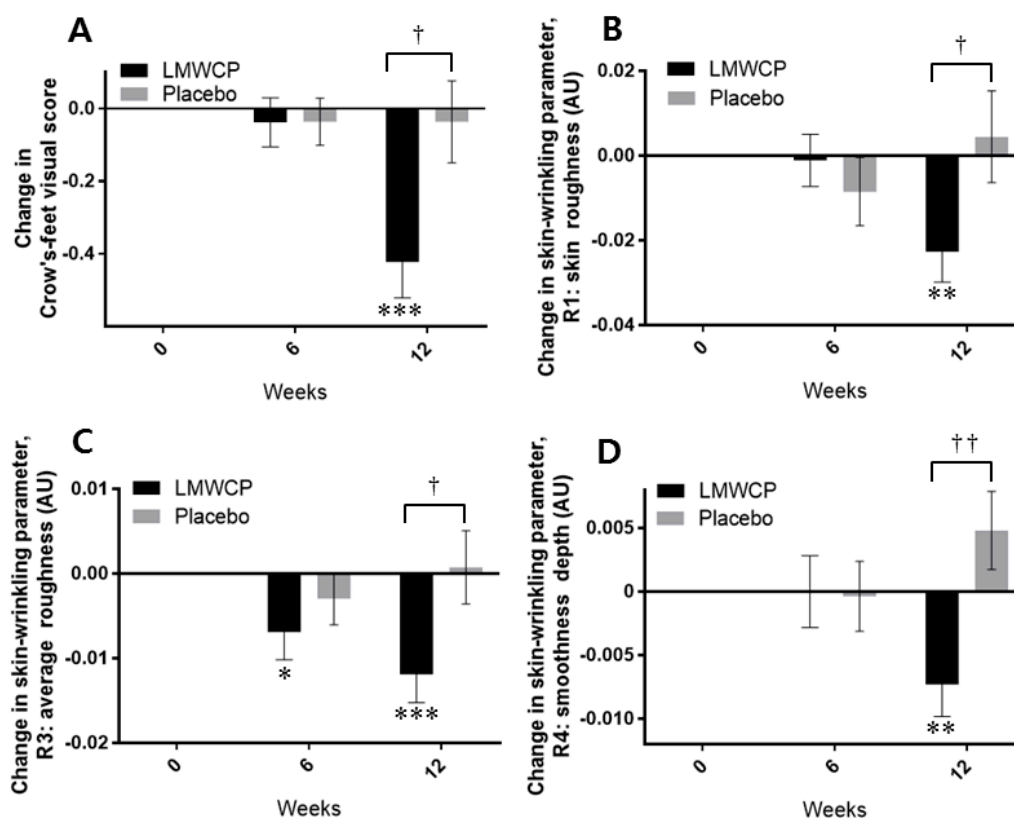 A
LMWCP
Placebo
†
Change in
Crow's-feet visual score
0.0
-0.2
-0.4
***
0
6
12
Weeks
B
LMWCP
Placebo
†
Change in skin-wrinkling parameter,
R1: skin roughness (AU)
0.02
0.00
-0.02
-0.04
**
0
6
12
Weeks
C
LMWCP
Placebo
†
Change in skin-wrinkling parameter,
R3: average roughness (AU)
0.01
0.00
-0.01
-0.02
*
***
0
6
12
Weeks
D
LMWCP
Placebo
††
Change in skin-wrinkling parameter,
R4: smoothness depth (AU)
0.005
0
-0.005
-0.010
**
0
6
12
Weeks